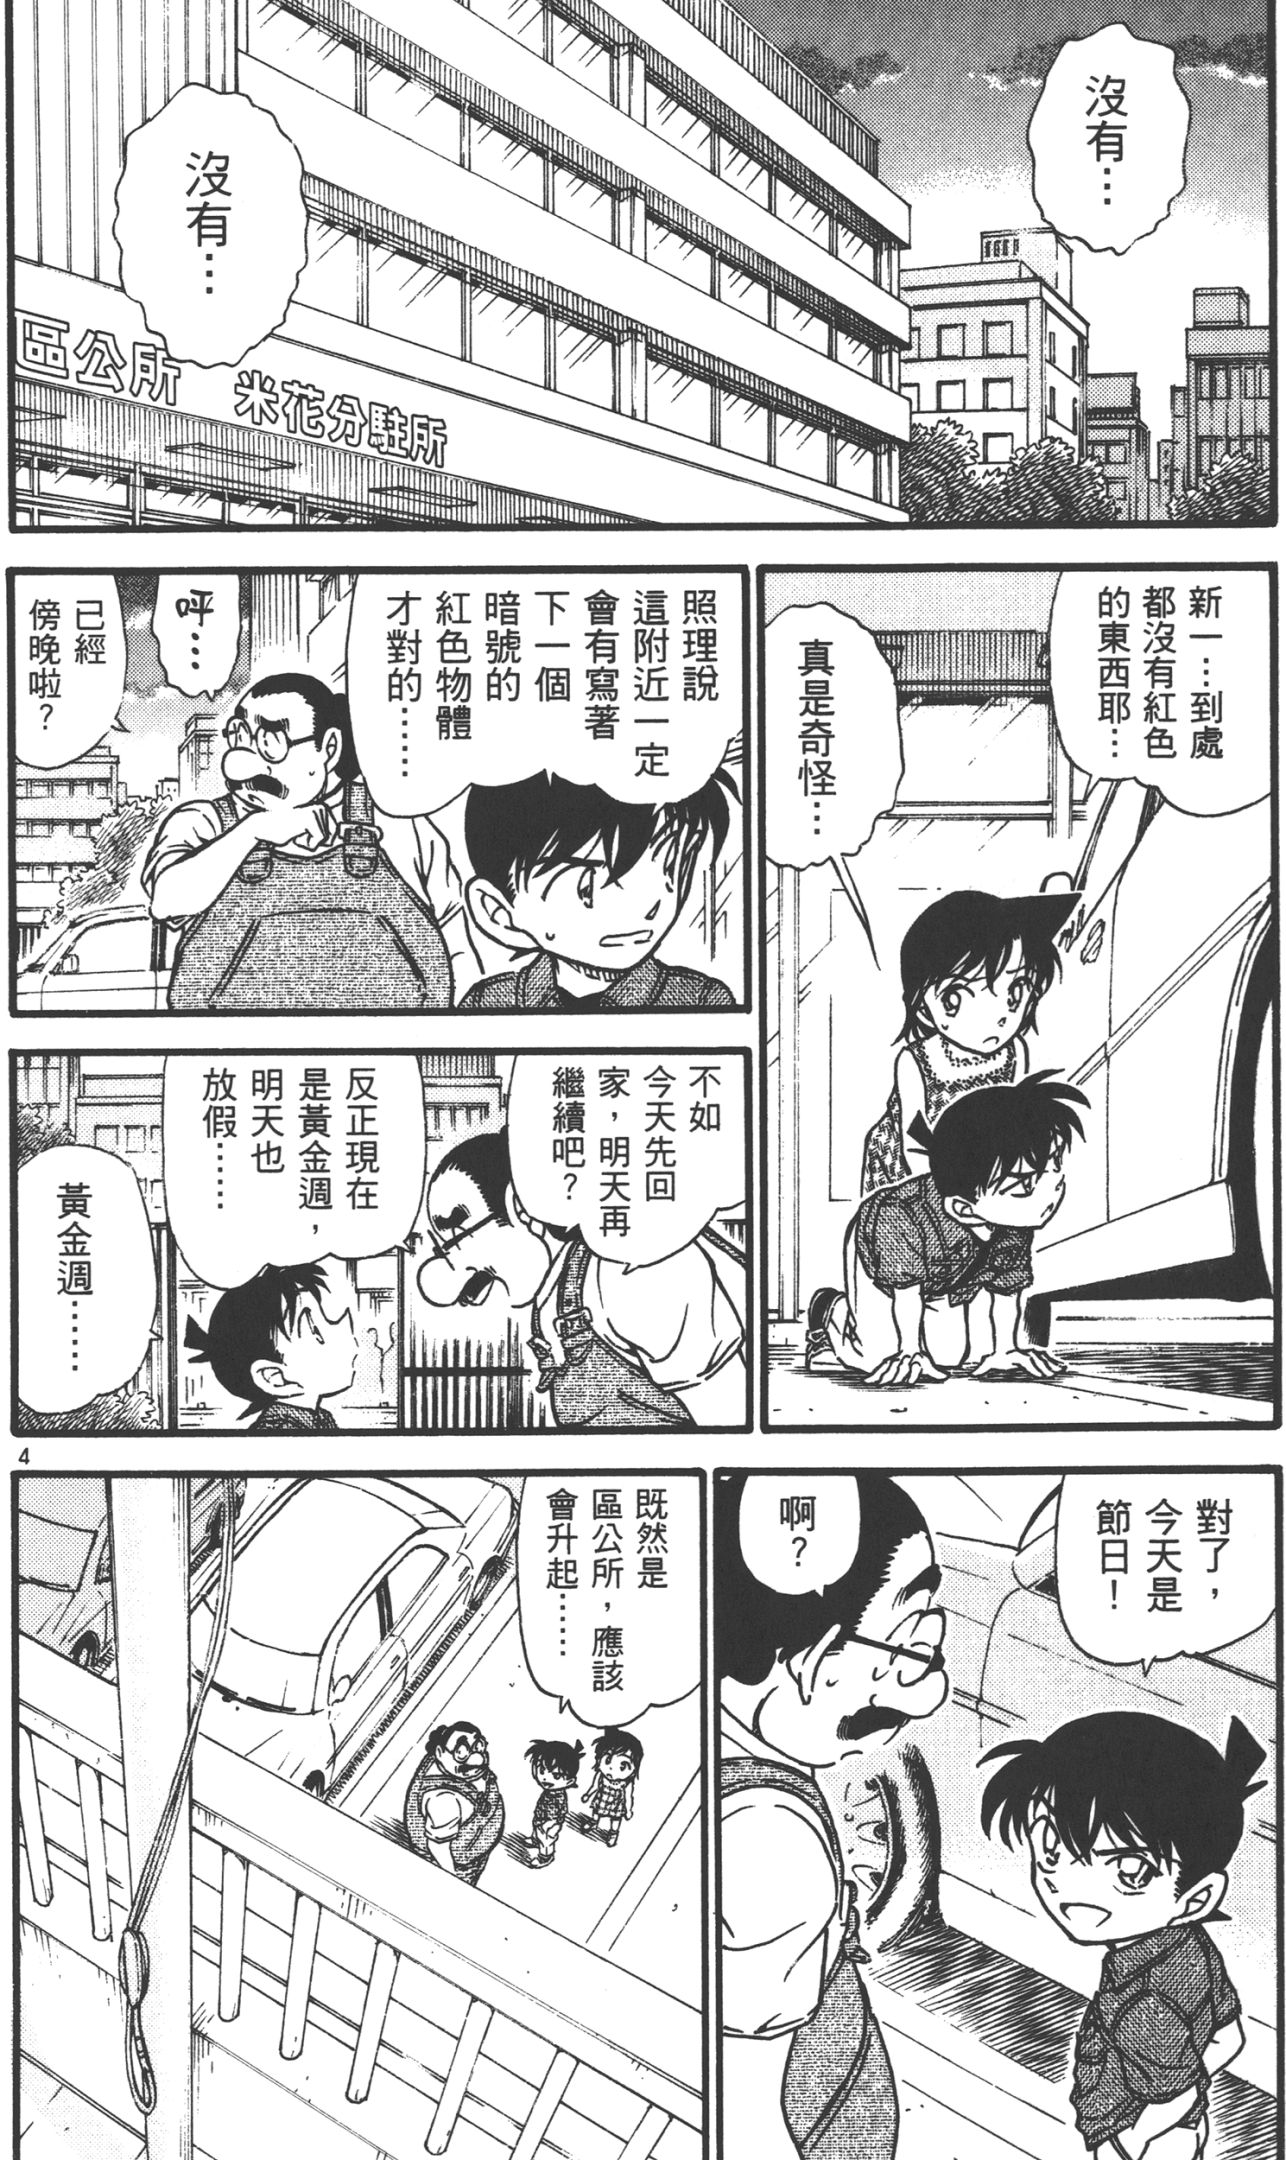 沒有…
沒有…
區公所 米花分駐所
新一…到處
都沒有紅色
的東西耶…
真是奇怪…
照理說
這附近一定
會有寫著
下一個
暗號的
紅色物體
才對的……
呼…
已經
傍晚啦？
不如
今天先回
家，明天再
繼續吧？
反正現在
是黃金週，
明天也
放假……
黃金週……
4
對了，
今天是
節日！
啊？
既然是
區公所，應該
會升起……